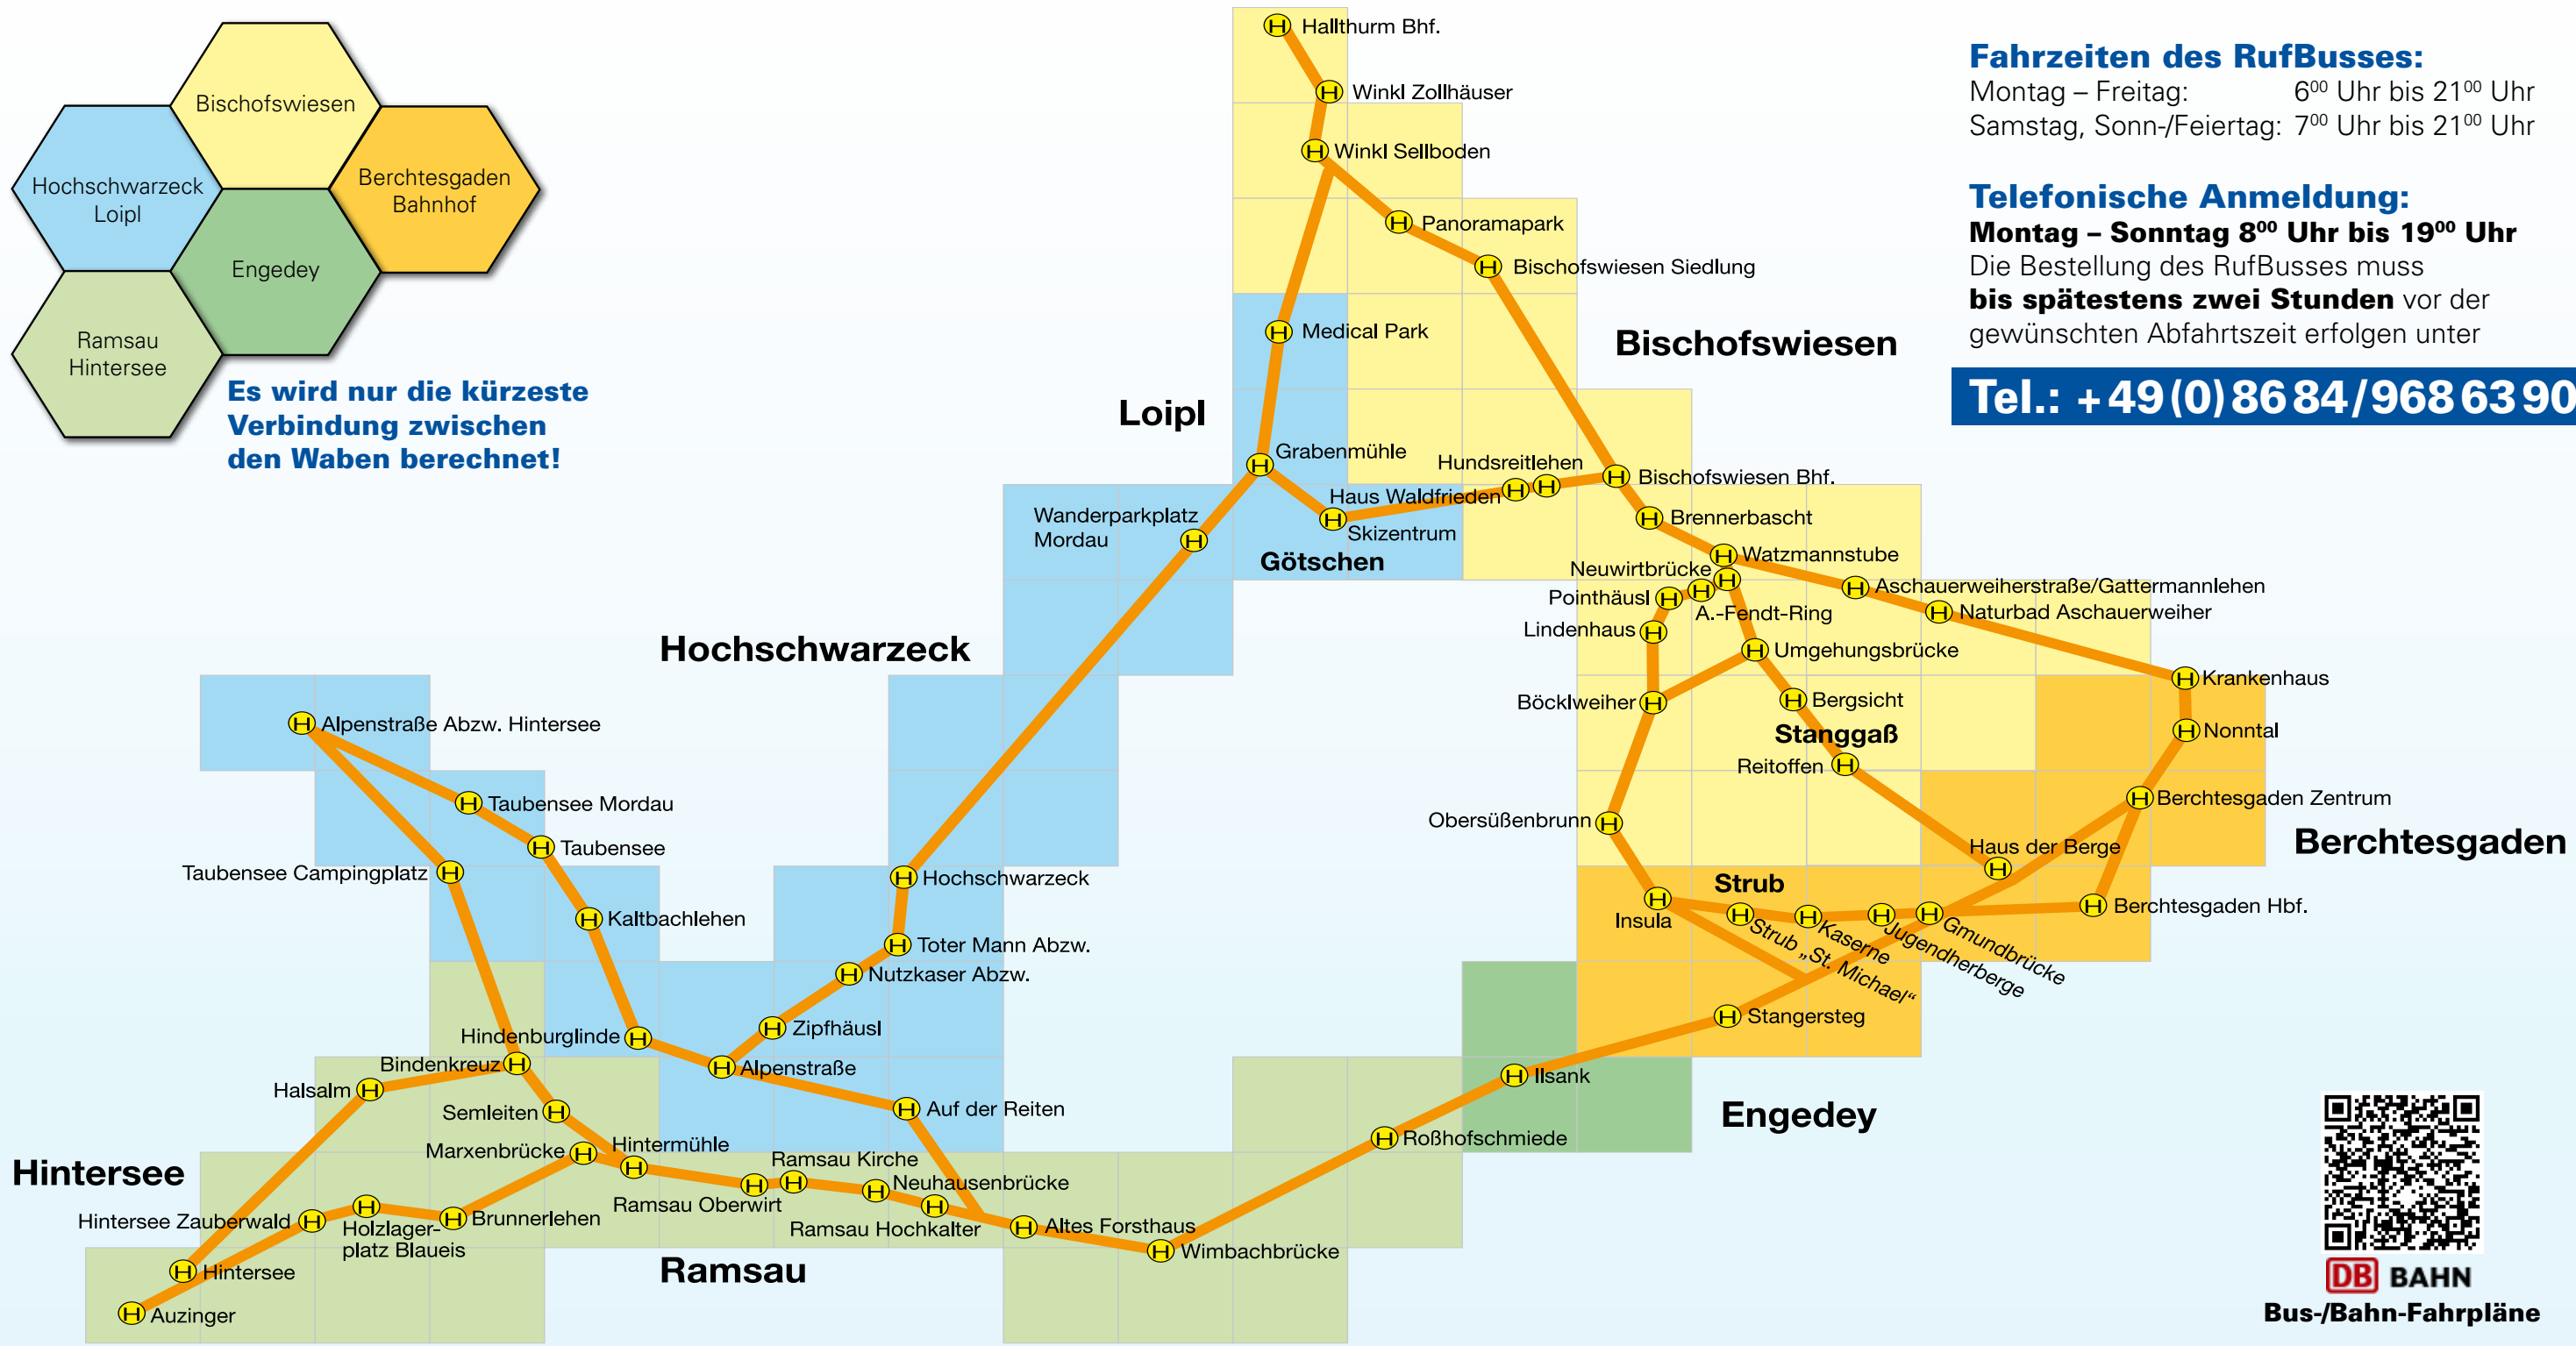 Bischofswiesen
Hochschwarzeck
Loipl
Berchtesgaden
Bahnhof
Engedey
Ramsau
Hintersee
Es wird nur die kürzeste
Verbindung zwischen
den Waben berechnet!
Fahrzeiten des RufBusses:
Montag – Freitag: 6⁰⁰ Uhr bis 21⁰⁰ Uhr
Samstag, Sonn-/Feiertag: 7⁰⁰ Uhr bis 21⁰⁰ Uhr
Telefonische Anmeldung:
Montag – Sonntag 8⁰⁰ Uhr bis 19⁰⁰ Uhr
Die Bestellung des RufBusses muss
bis spätestens zwei Stunden vor der
gewünschten Abfahrtszeit erfolgen unter
Tel.: +49(0)8684/9686390
H Hallthurm Bhf.
H Winkl Zollhäuser
H Winkl Sellboden
H Panoramapark
H Bischofswiesen Siedlung
H Medical Park
Bischofswiesen
Loipl
H Grabenmühle
Hundsreitlehen H
H Bischofswiesen Bhf.
Haus Waldfrieden H
Wanderparkplatz
Mordau H
H Skizentrum
Götschen
H Brennerbascht
H Watzmannstube
Neuwirtbrücke H
H Aschauerweiherstraße/Gattermannlehen
Pointhäusl H
H A.-Fendt-Ring
H Naturbad Aschauerweiher
Lindenhaus H
H Umgehungsbrücke
Hochschwarzeck
H Krankenhaus
Böcklweiher H
H Bergsicht
H Alpenstraße Abzw. Hintersee
H Nonntal
Stanggaß
Reitoffen H
H Taubensee Mordau
H Berchtesgaden Zentrum
Obersüßenbrunn H
Berchtesgaden
H Taubensee
Haus der Berge
H
Taubensee Campingplatz H
H Hochschwarzeck
Strub
H Kaltbachlehen
Insula H
H Strub „St. Michael“
H Kaserne
H Jugendherberge
H Gmundbrücke
H Berchtesgaden Hbf.
H Toter Mann Abzw.
H Nutzkaser Abzw.
H Stangersteg
H Zipfhäusl
Hindenburglinde H
Bindenkreuz H
H Alpenstraße
H Ilsank
Halsalm H
Semleiten H
H Auf der Reiten
Engedey
H Roßhofschmiede
Marxenbrücke H
Hintermühle
H
Hintersee
Ramsau Kirche
H
Ramsau Oberwirt H
H Neuhausenbrücke
Hintersee Zauberwald H
H
Holzlager-
platz Blaueis
H Brunnerlehen
Ramsau Hochkalter H
H Altes Forsthaus
H Wimbachbrücke
H Hintersee
Ramsau
H Auzinger
DB BAHN
Bus-/Bahn-Fahrpläne